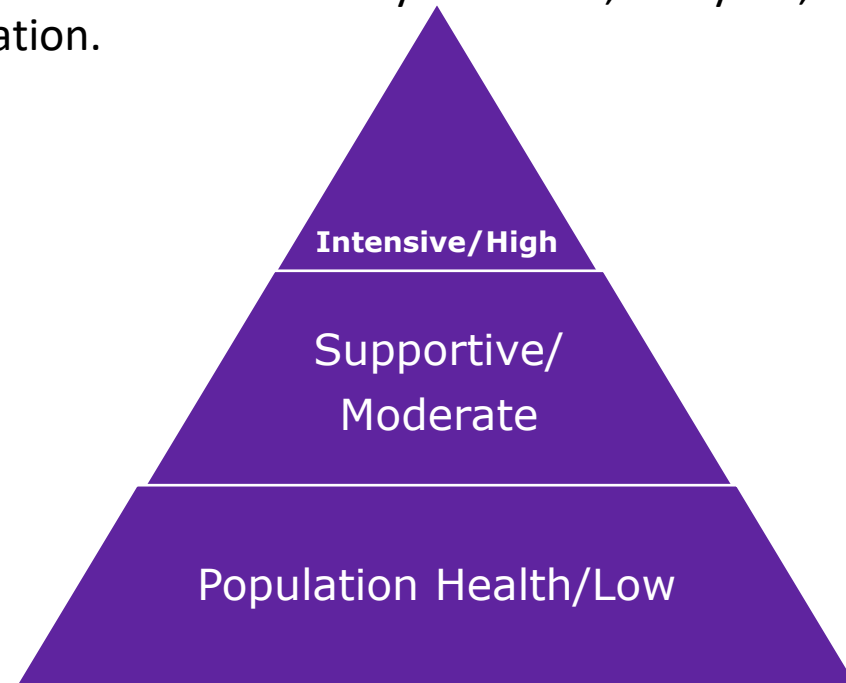 ation.
Intensive/High
Supportive/
Moderate
Population Health/Low